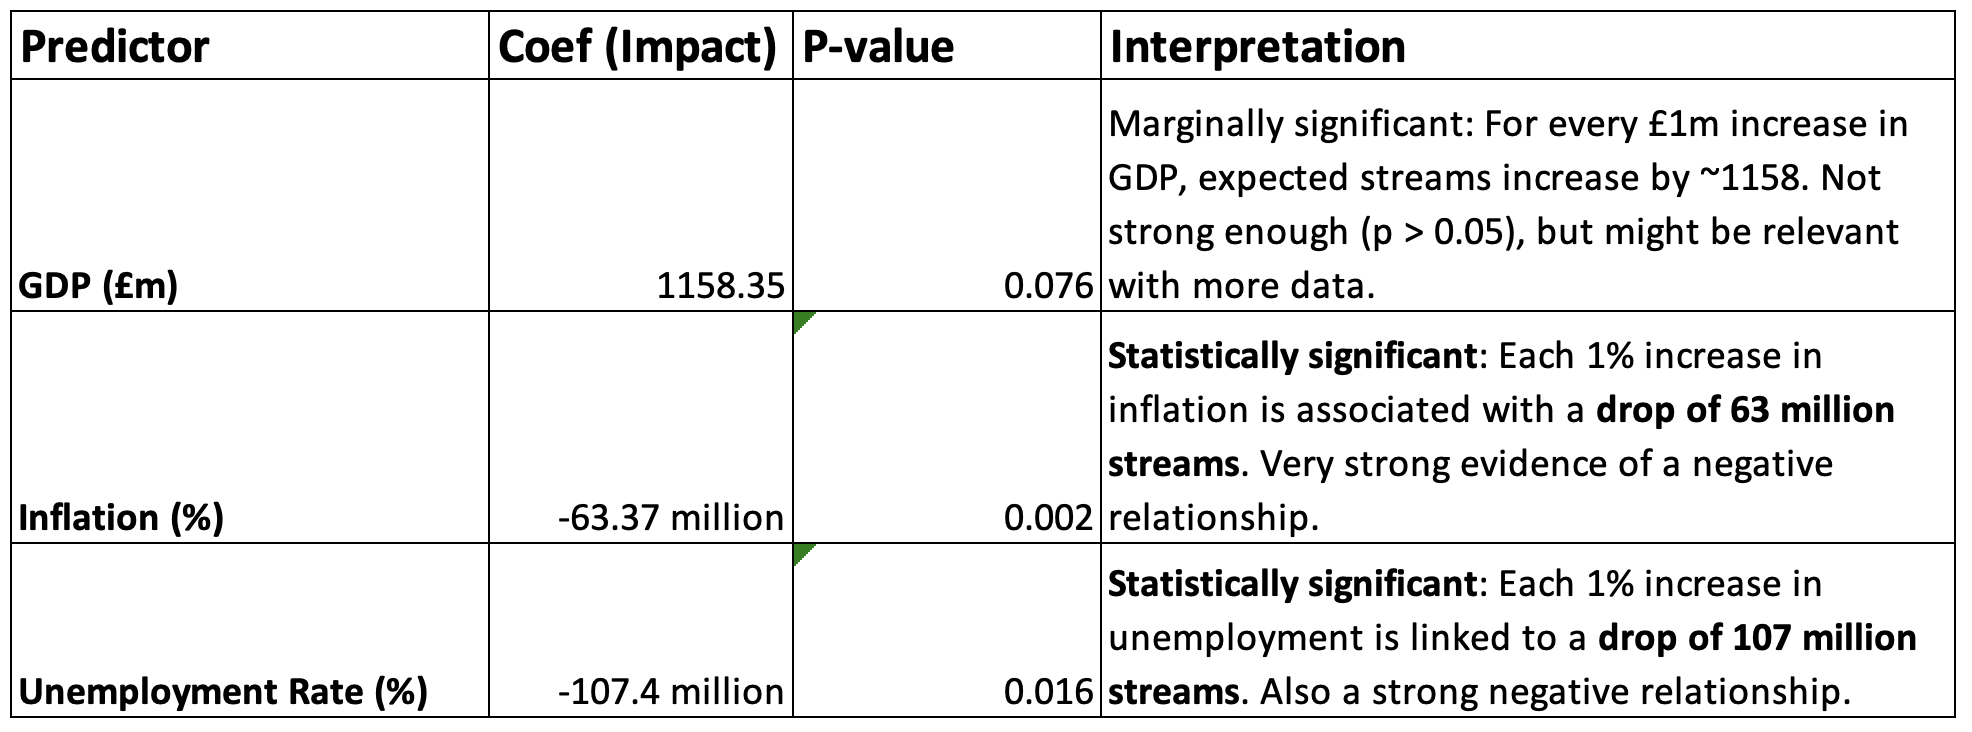 Predictor Coef (Impact) P-value Interpretation
Marginally significant: For every £1m increase in
GDP, expected streams increase by ~1158. Not
strong enough (p > 0.05), but might be relevant
GDP (£m) 1158.35 0.076 with more data.
Statistically significant: Each 1% increase in
inflation is associated with a drop of 63 million
streams. Very strong evidence of a negative
Inflation (%) -63.37 million 0.002 relationship.
Statistically significant: Each 1% increase in
unemployment is linked to a drop of 107 million
Unemployment Rate (%) -107.4 million 0.016 streams. Also a strong negative relationship.